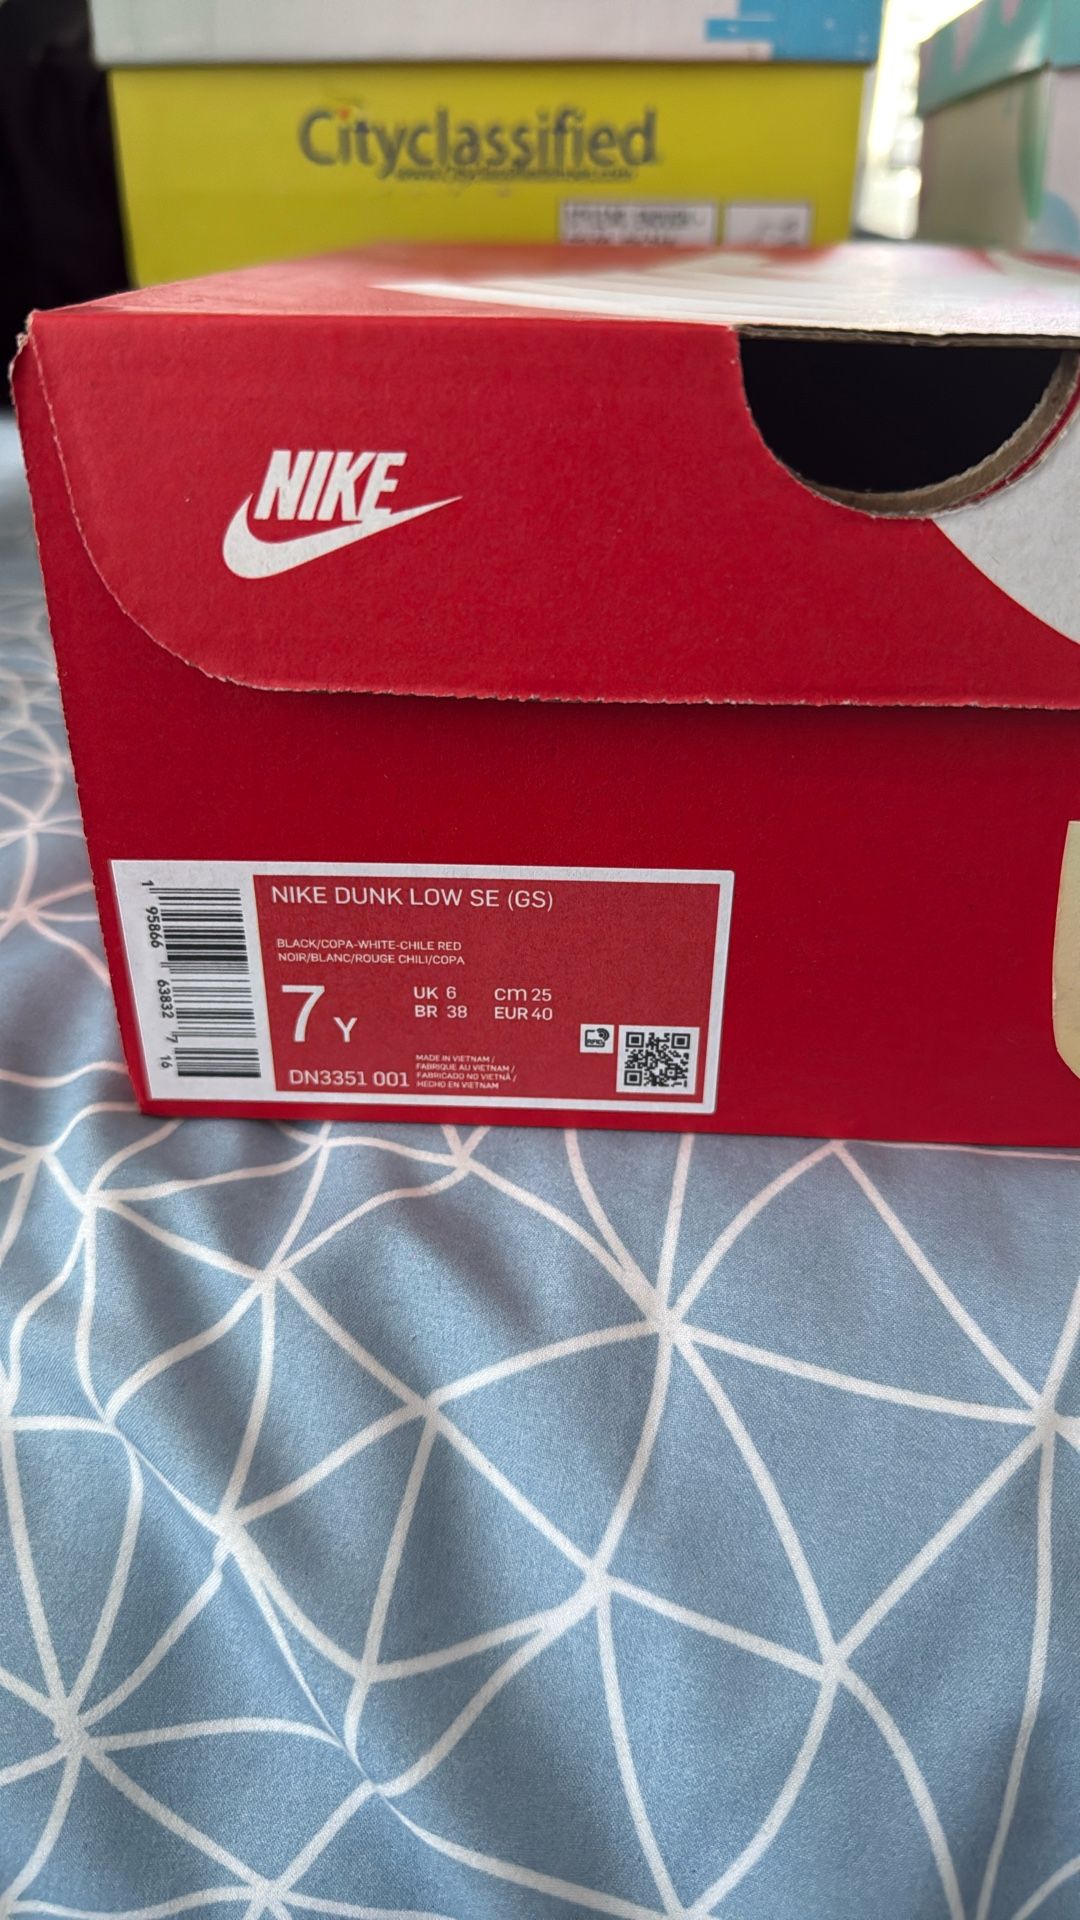 Cityclassified
NIKE
NIKE DUNK LOW SE (GS)
BLACK/COPA-WHITE-CHILE RED
NOIR/BLANC/ROUGE CHILI/COPA
7 Y
UK 6 cm 25
BR 38 EUR 40
DN3351 001
MADE IN VIETNAM /
FABRIQUE AU VIETNAM /
FABRICADO NO VIETNÃ /
HECHO EN VIETNAM
1 95866 63832 7 16